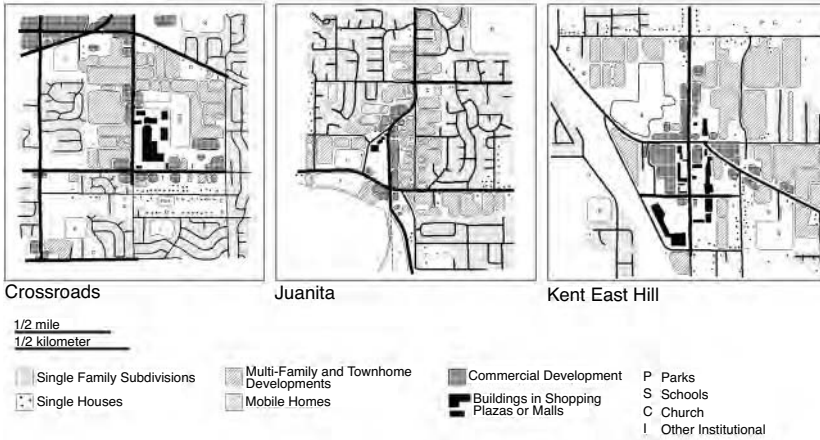 Crossroads
Juanita
Kent East Hill
1/2 mile
1/2 kilometer
Single Family Subdivisions
Single Houses
Multi-Family and Townhome
Developments
Mobile Homes
Commercial Development
Buildings in Shopping
Plazas or Malls
P Parks
S Schools
C Church
I Other Institutional